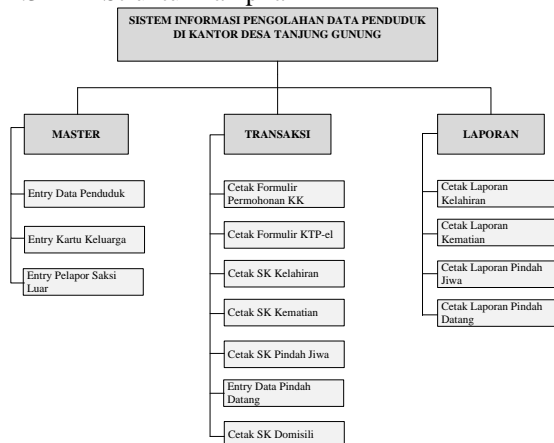 SISTEM INFORMASI PENGOLAHAN DATA PENDUDUK
DI KANTOR DESA TANJUNG GUNUNG
MASTER
Entry Data Penduduk
Entry Kartu Keluarga
Entry Pelapor Saksi
Luar
TRANSAKSI
Cetak Formulir
Permohonan KK
Cetak Formulir KTP-el
Cetak SK Kelahiran
Cetak SK Kematian
Cetak SK Pindah Jiwa
Entry Data Pindah
Datang
Cetak SK Domisili
LAPORAN
Cetak Laporan
Kelahiran
Cetak Laporan
Kematian
Cetak Laporan Pindah
Jiwa
Cetak Laporan Pindah
Datang